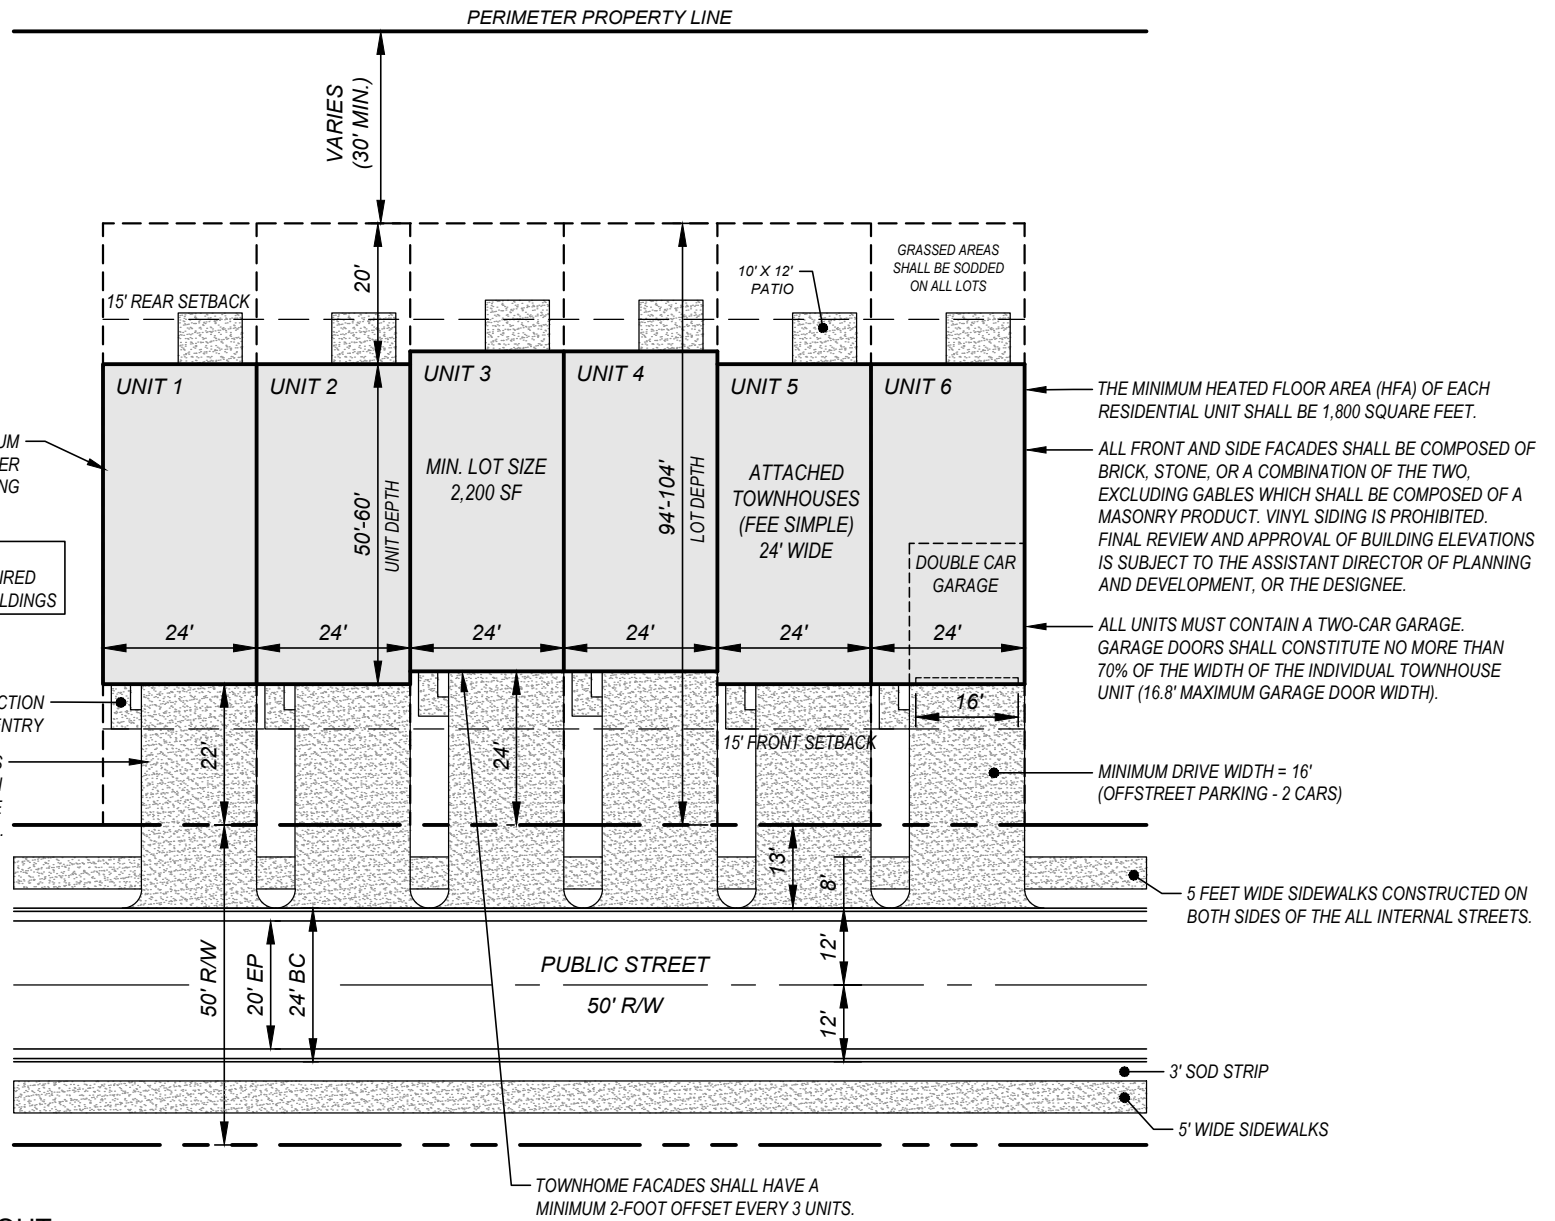 PERIMETER PROPERTY LINE
VARIES
(30' MIN.)
20'
15' REAR SETBACK
10' X 12'
PATIO
GRASSED AREAS
SHALL BE SODDED
ON ALL LOTS
UNIT 1
UNIT 2
UNIT 3
UNIT 4
UNIT 5
UNIT 6
UM
ER
NG
IRED
LDINGS
50'-60'
UNIT DEPTH
MIN. LOT SIZE
2,200 SF
94'-104'
LOT DEPTH
ATTACHED
TOWNHOUSES
(FEE SIMPLE)
24' WIDE
DOUBLE CAR
GARAGE
24'
24'
24'
24'
24'
24'
THE MINIMUM HEATED FLOOR AREA (HFA) OF EACH
RESIDENTIAL UNIT SHALL BE 1,800 SQUARE FEET.
ALL FRONT AND SIDE FACADES SHALL BE COMPOSED OF
BRICK, STONE, OR A COMBINATION OF THE TWO,
EXCLUDING GABLES WHICH SHALL BE COMPOSED OF A
MASONRY PRODUCT. VINYL SIDING IS PROHIBITED.
FINAL REVIEW AND APPROVAL OF BUILDING ELEVATIONS
IS SUBJECT TO THE ASSISTANT DIRECTOR OF PLANNING
AND DEVELOPMENT, OR THE DESIGNEE.
ALL UNITS MUST CONTAIN A TWO-CAR GARAGE.
GARAGE DOORS SHALL CONSTITUTE NO MORE THAN
70% OF THE WIDTH OF THE INDIVIDUAL TOWNHOUSE
UNIT (16.8' MAXIMUM GARAGE DOOR WIDTH).
CTION
ENTRY
22'
24'
16'
15' FRONT SETBACK
MINIMUM DRIVE WIDTH = 16'
(OFFSTREET PARKING - 2 CARS)
13'
8'
5 FEET WIDE SIDEWALKS CONSTRUCTED ON
BOTH SIDES OF THE ALL INTERNAL STREETS.
50' R/W
20' EP
24' BC
PUBLIC STREET
50' R/W
12'
12'
3' SOD STRIP
5' WIDE SIDEWALKS
TOWNHOME FACADES SHALL HAVE A
MINIMUM 2-FOOT OFFSET EVERY 3 UNITS.